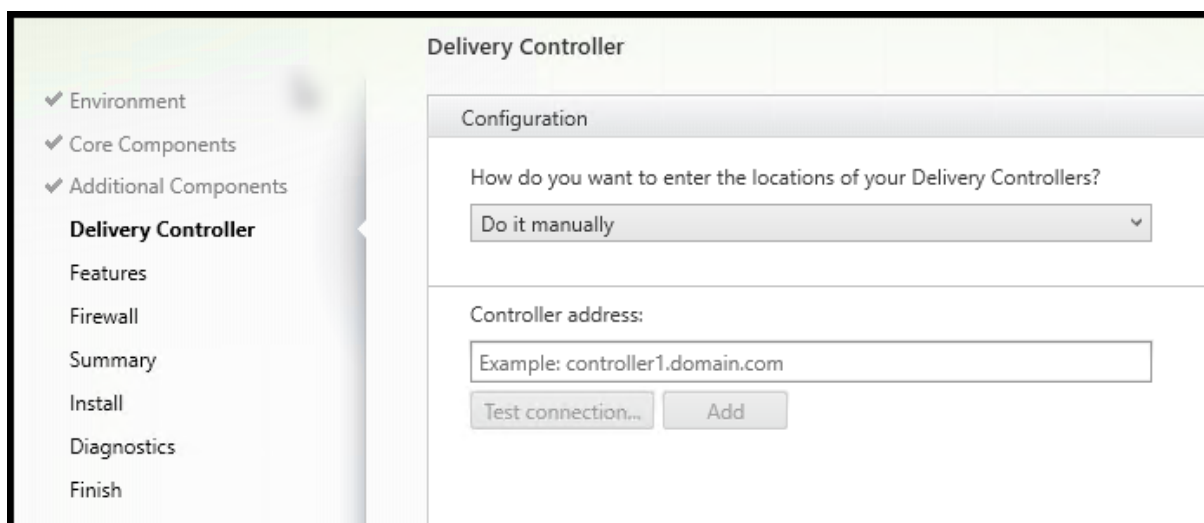 Delivery Controller
Environment
Core Components
Additional Components
Delivery Controller
Features
Firewall
Summary
Install
Diagnostics
Finish
Configuration
How do you want to enter the locations of your Delivery Controllers?
Do it manually
Controller address:
Example: controller1.domain.com
Test connection... Add